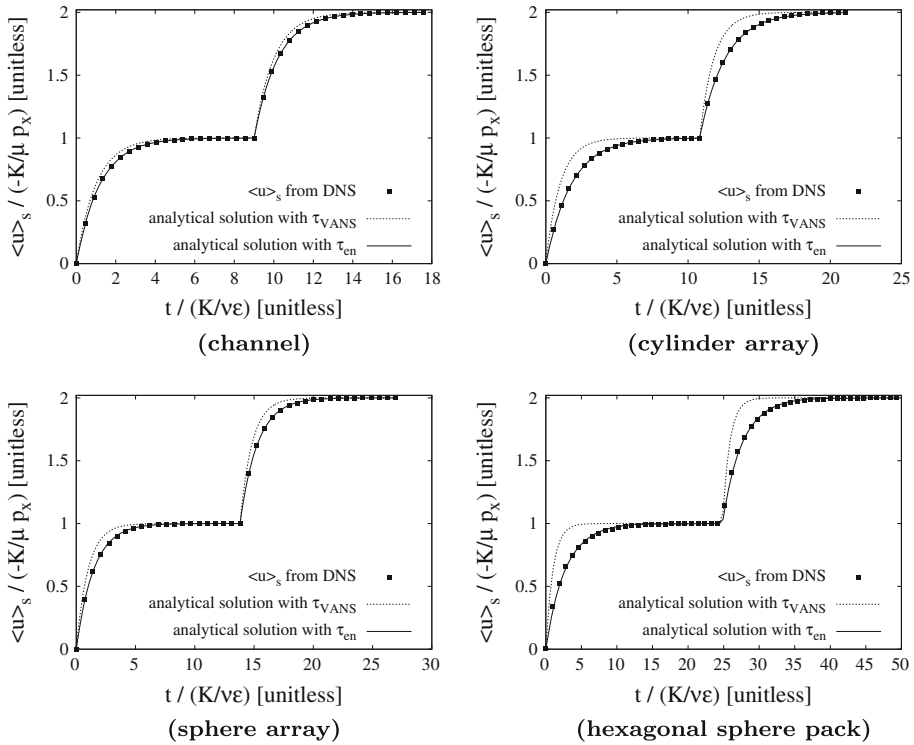 2
1.5
1
0.5
0
<u>s / (-K/μ px) [unitless]
<u>s from DNS
analytical solution with τVANS
analytical solution with τen
0 2 4 6 8 10 12 14 16 18
t / (K/νε) [unitless]
(channel)
2
1.5
1
0.5
0
<u>s / (-K/μ px) [unitless]
<u>s from DNS
analytical solution with τVANS
analytical solution with τen
0 5 10 15 20 25
t / (K/νε) [unitless]
(cylinder array)
2
1.5
1
0.5
0
<u>s / (-K/μ px) [unitless]
<u>s from DNS
analytical solution with τVANS
analytical solution with τen
0 5 10 15 20 25 30
t / (K/νε) [unitless]
(sphere array)
2
1.5
1
0.5
0
<u>s / (-K/μ px) [unitless]
<u>s from DNS
analytical solution with τVANS
analytical solution with τen
0 5 10 15 20 25 30 35 40 45 50
t / (K/νε) [unitless]
(hexagonal sphere pack)